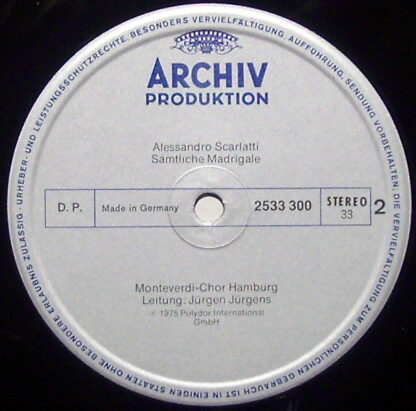 URHEBER- UND LEISTUNGSSCHUTZRECHTE, BESONDERS VERVIELFÄLTIGUNG, AUFFÜHRUNG, SENDUNG VORBEHALTEN. DIE VERVIELFÄLTIGUNG ZUM PERSÖNLICHEN GEBRAUCH IST IN EINIGEN STAATEN OHNE BESONDERE ERLAUBNIS ZULÄSSIG ·
ARCHIV
PRODUKTION
Alessandro Scarlatti
Sämtliche Madrigale
D. P. Made in Germany 2533 300 STEREO 33 2
Monteverdi-Chor Hamburg
Leitung: Jürgen Jürgens
℗ 1975 Polydor International
GmbH